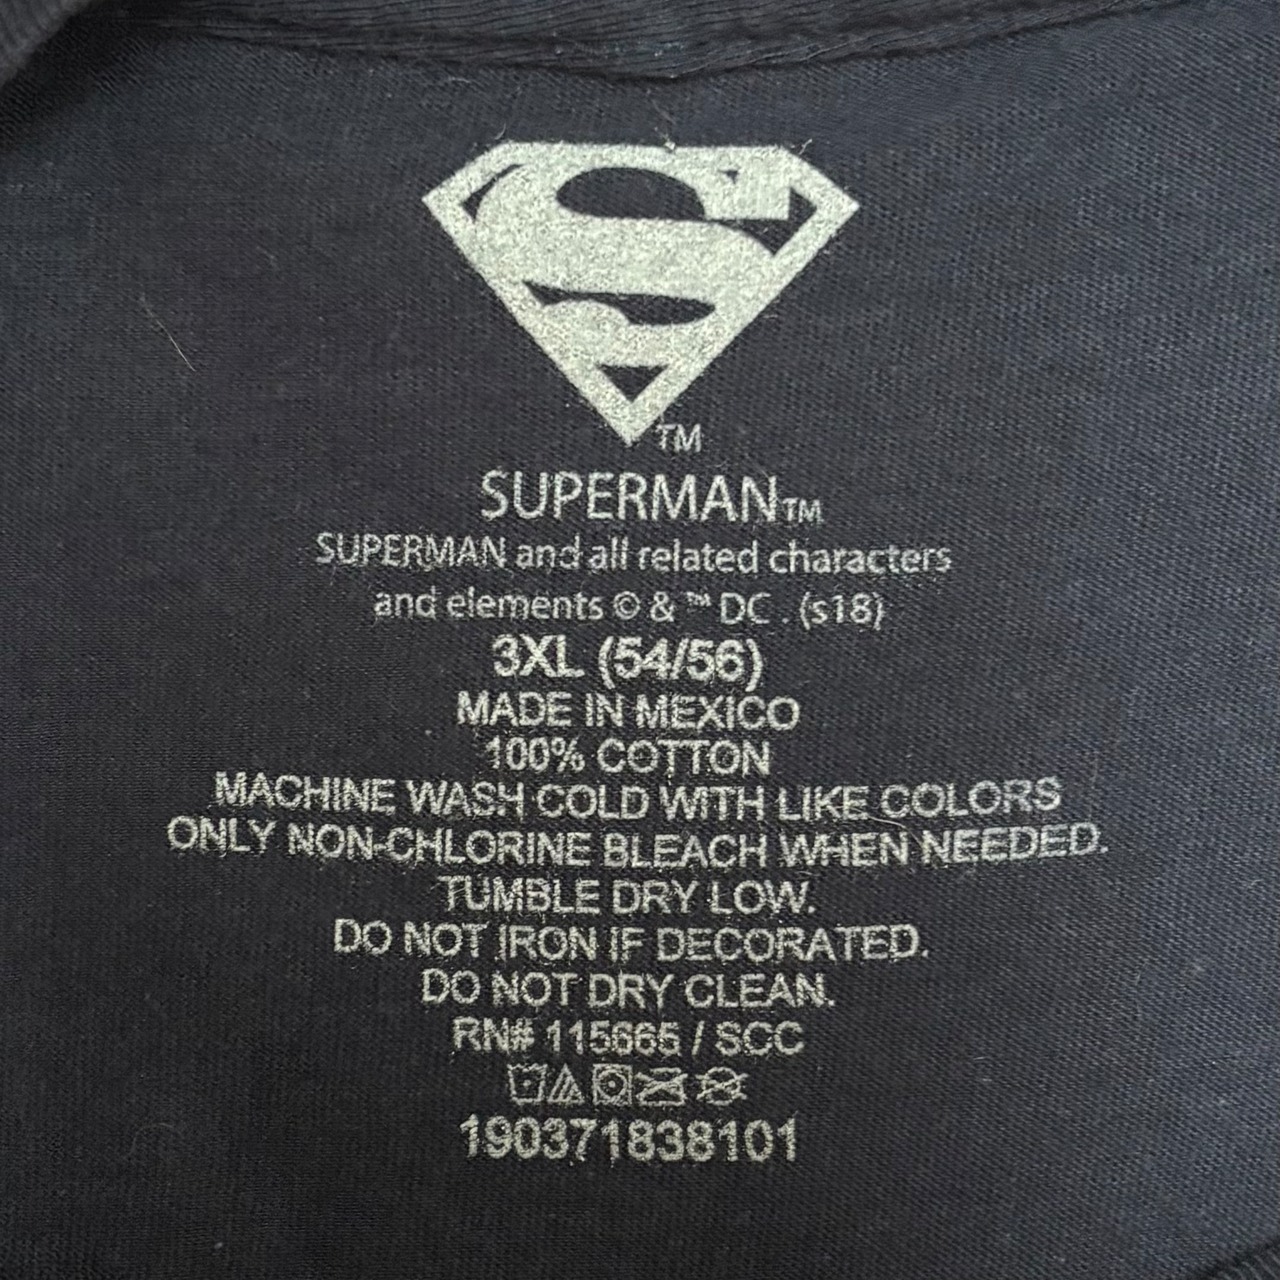 S
TM
SUPERMAN TM
SUPERMAN and all related characters
and elements © & ™ DC . (s18)
3XL (54/56)
MADE IN MEXICO
100% COTTON
MACHINE WASH COLD WITH LIKE COLORS
ONLY NON-CHLORINE BLEACH WHEN NEEDED.
TUMBLE DRY LOW.
DO NOT IRON IF DECORATED.
DO NOT DRY CLEAN.
RN# 115665 / SCC
190371838101